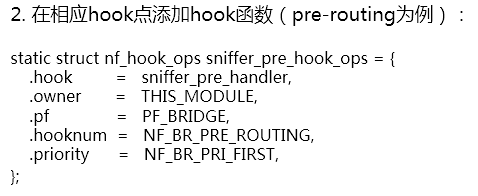 2. 在相应hook点添加hook函数（pre-routing为例）：
static struct nf_hook_ops sniffer_pre_hook_ops = {
.hook = sniffer_pre_handler,
.owner = THIS_MODULE,
.pf = PF_BRIDGE,
.hooknum = NF_BR_PRE_ROUTING,
.priority = NF_BR_PRI_FIRST,
};